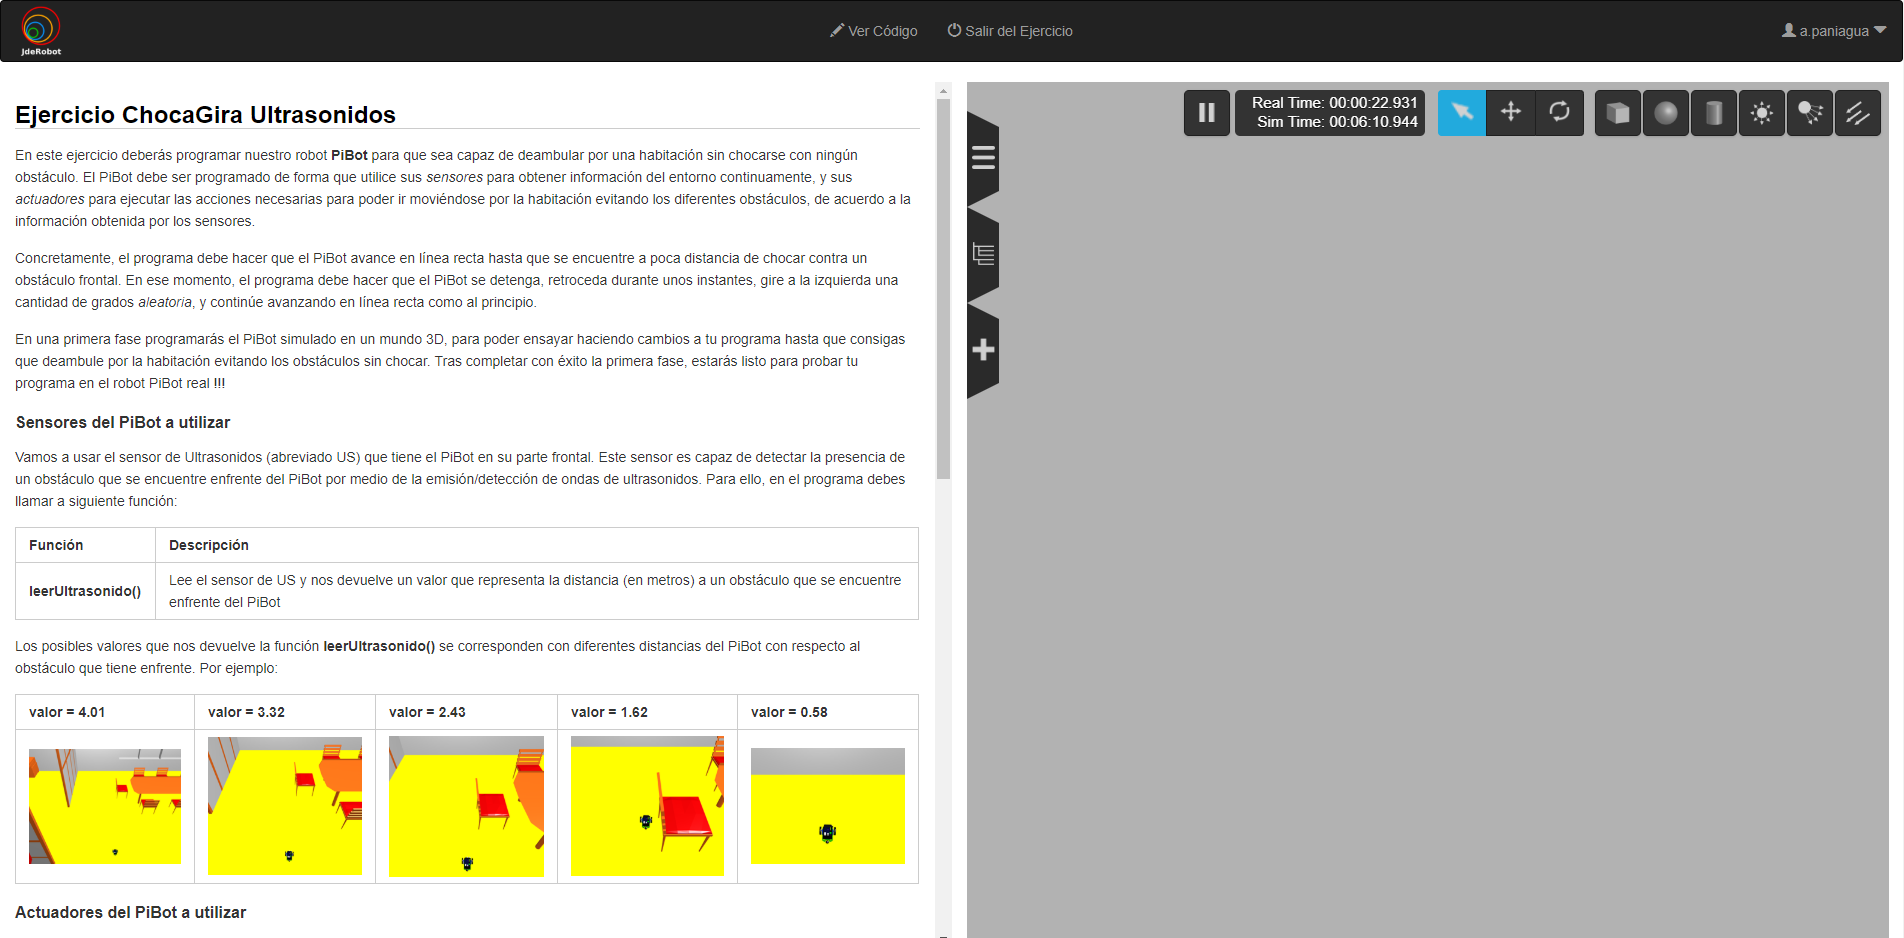 JdeRobot
Ver Código
Salir del Ejercicio
a.paniagua
Ejercicio ChocaGira Ultrasonidos
En este ejercicio deberás programar nuestro robot PiBot para que sea capaz de deambular por una habitación sin chocarse con ningún
obstáculo. El PiBot debe ser programado de forma que utilice sus sensores para obtener información del entorno continuamente, y sus
actuadores para ejecutar las acciones necesarias para poder ir moviéndose por la habitación evitando los diferentes obstáculos, de acuerdo a la
información obtenida por los sensores.
Concretamente, el programa debe hacer que el PiBot avance en línea recta hasta que se encuentre a poca distancia de chocar contra un
obstáculo frontal. En ese momento, el programa debe hacer que el PiBot se detenga, retroceda durante unos instantes, gire a la izquierda una
cantidad de grados aleatoria, y continúe avanzando en línea recta como al principio.
En una primera fase programarás el PiBot simulado en un mundo 3D, para poder ensayar haciendo cambios a tu programa hasta que consigas
que deambule por la habitación evitando los obstáculos sin chocar. Tras completar con éxito la primera fase, estarás listo para probar tu
programa en el robot PiBot real !!!
Sensores del PiBot a utilizar
Vamos a usar el sensor de Ultrasonidos (abreviado US) que tiene el PiBot en su parte frontal. Este sensor es capaz de detectar la presencia de
un obstáculo que se encuentre enfrente del PiBot por medio de la emisión/detección de ondas de ultrasonidos. Para ello, en el programa debes
llamar a siguiente función:
Función
Descripción
leerUltrasonido()
Lee el sensor de US y nos devuelve un valor que representa la distancia (en metros) a un obstáculo que se encuentre
enfrente del PiBot
Los posibles valores que nos devuelve la función leerUltrasonido() se corresponden con diferentes distancias del PiBot con respecto al
obstáculo que tiene enfrente. Por ejemplo:
valor = 4.01
valor = 3.32
valor = 2.43
valor = 1.62
valor = 0.58
Actuadores del PiBot a utilizar
Real Time: 00:00:22.931
Sim Time: 00:06:10.944